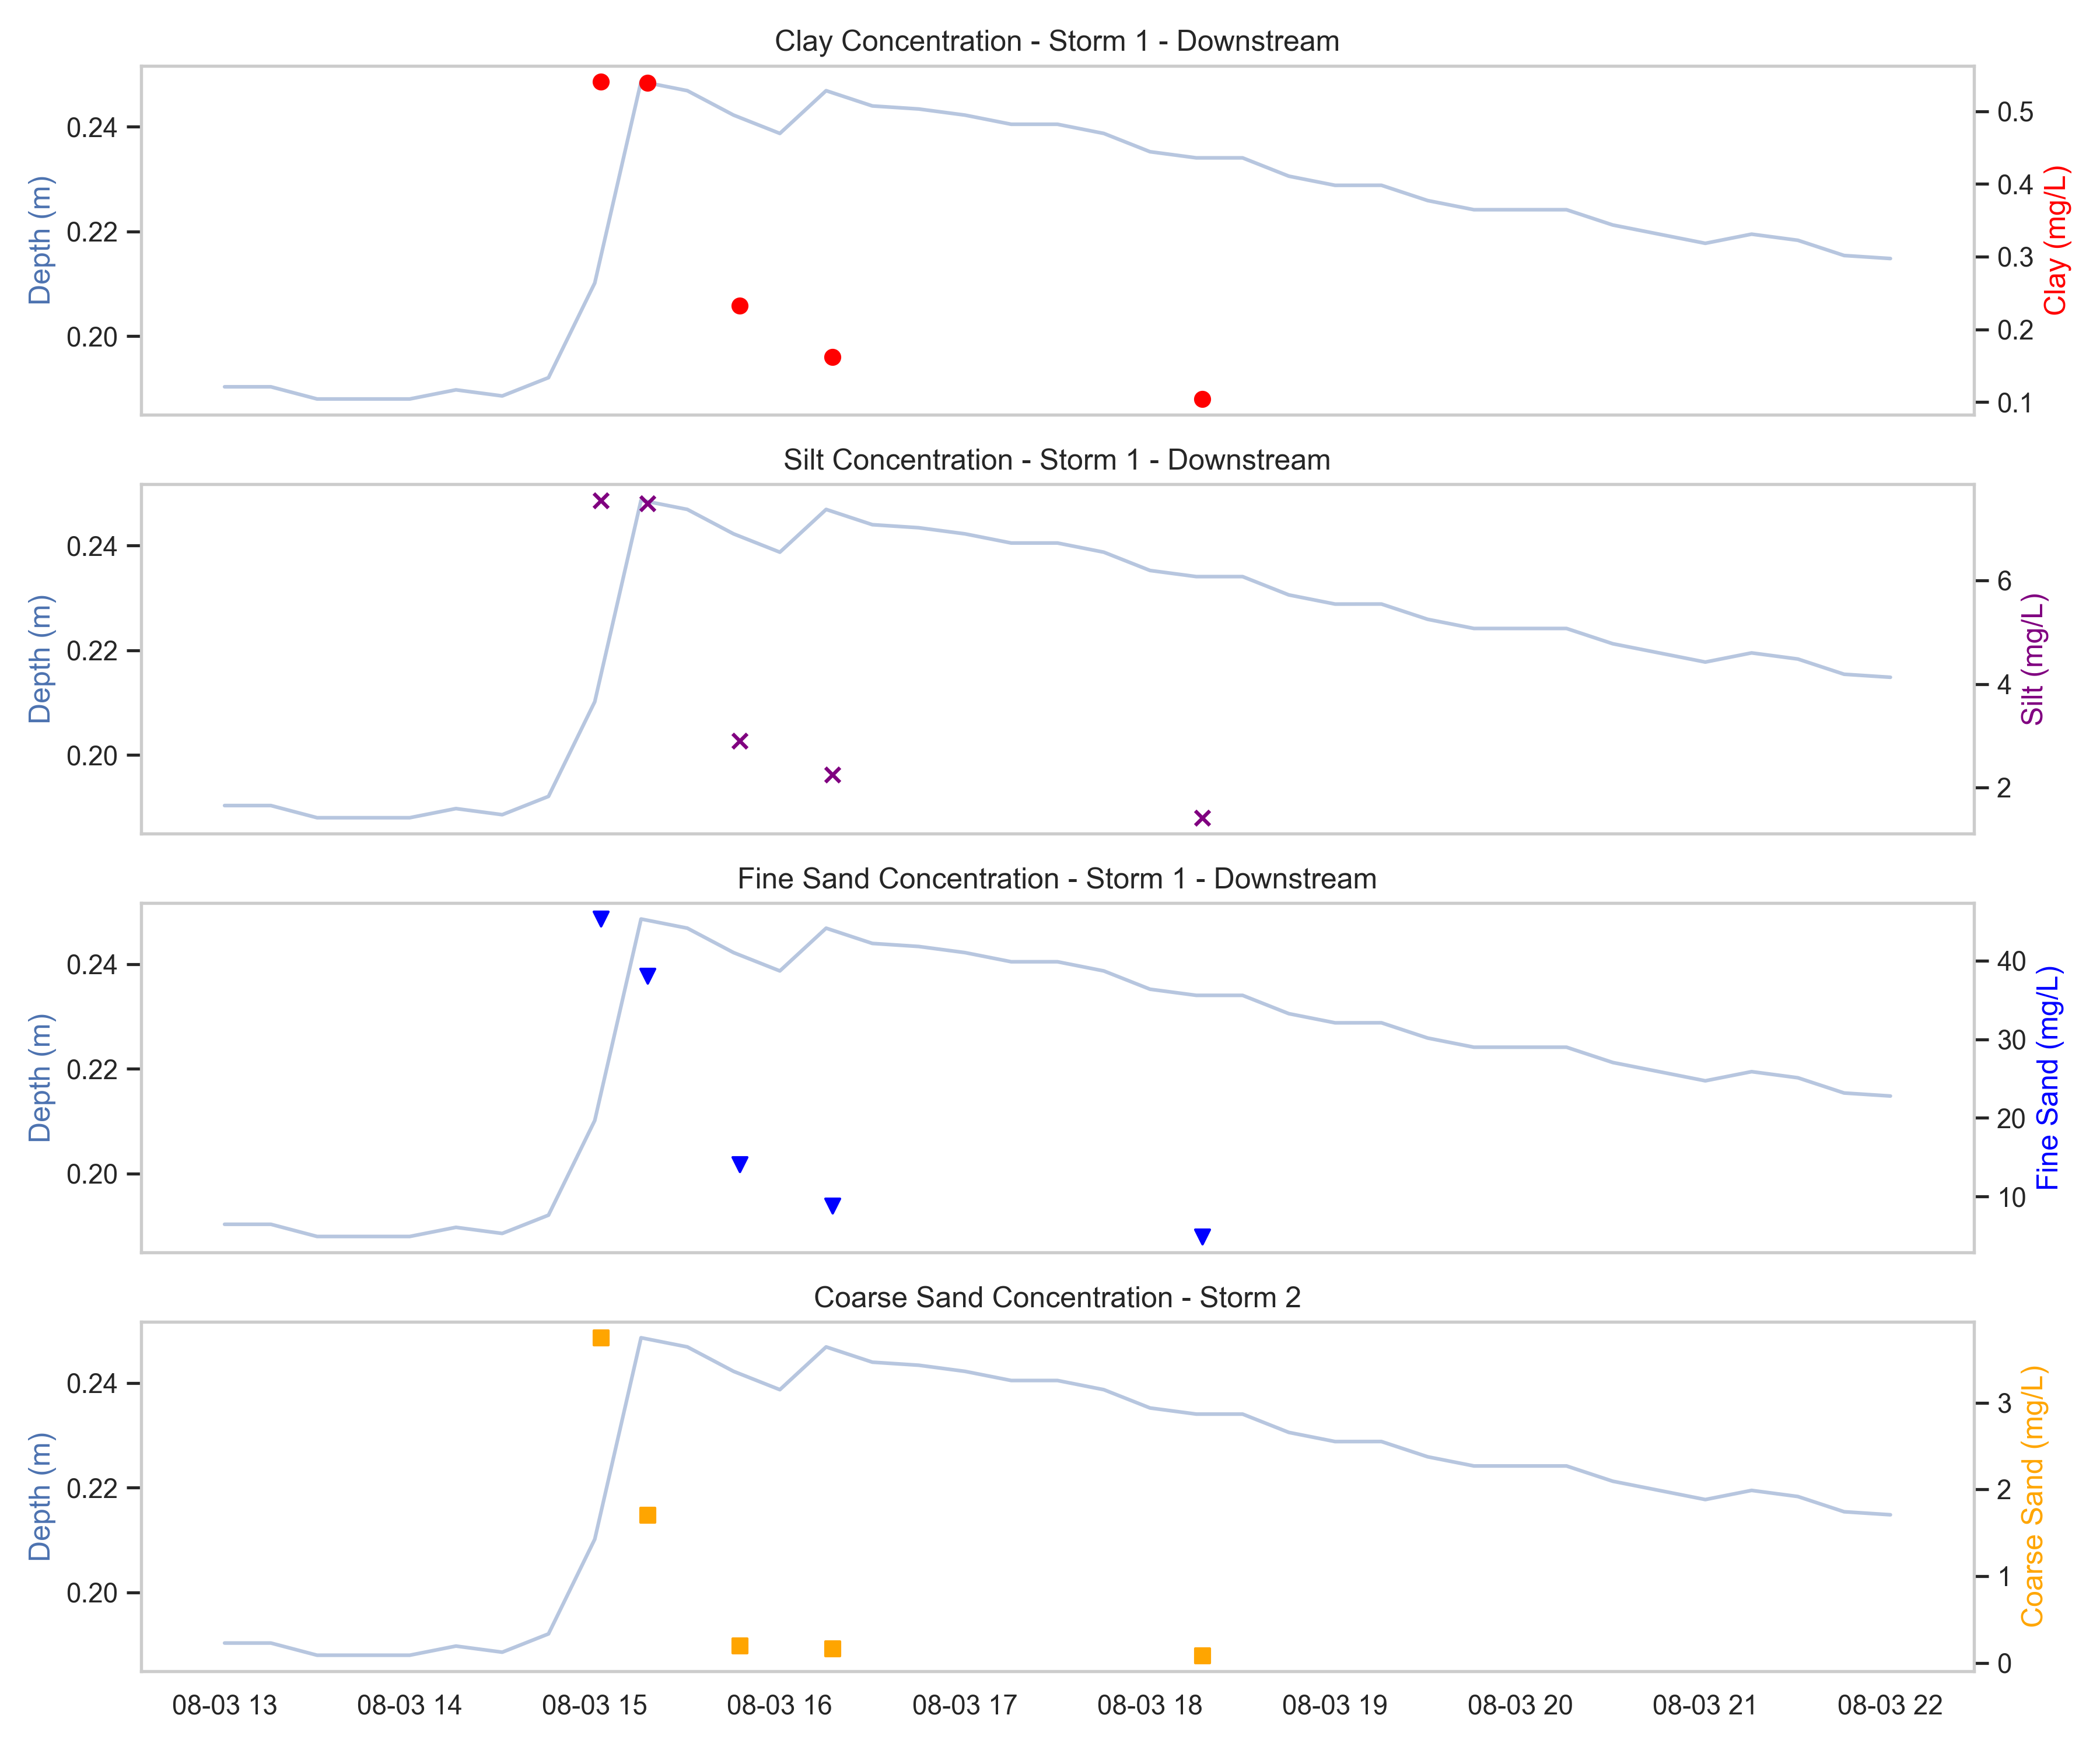 Clay Concentration - Storm 1 - Downstream
Depth (m)
0.24
0.22
0.20
0.5
0.4
0.3
0.2
0.1
Clay (mg/L)
Silt Concentration - Storm 1 - Downstream
Depth (m)
0.24
0.22
0.20
6
4
2
Silt (mg/L)
Fine Sand Concentration - Storm 1 - Downstream
Depth (m)
0.24
0.22
0.20
40
30
20
10
Fine Sand (mg/L)
Coarse Sand Concentration - Storm 2
Depth (m)
0.24
0.22
0.20
3
2
1
0
Coarse Sand (mg/L)
08-03 13 08-03 14 08-03 15 08-03 16 08-03 17 08-03 18 08-03 19 08-03 20 08-03 21 08-03 22